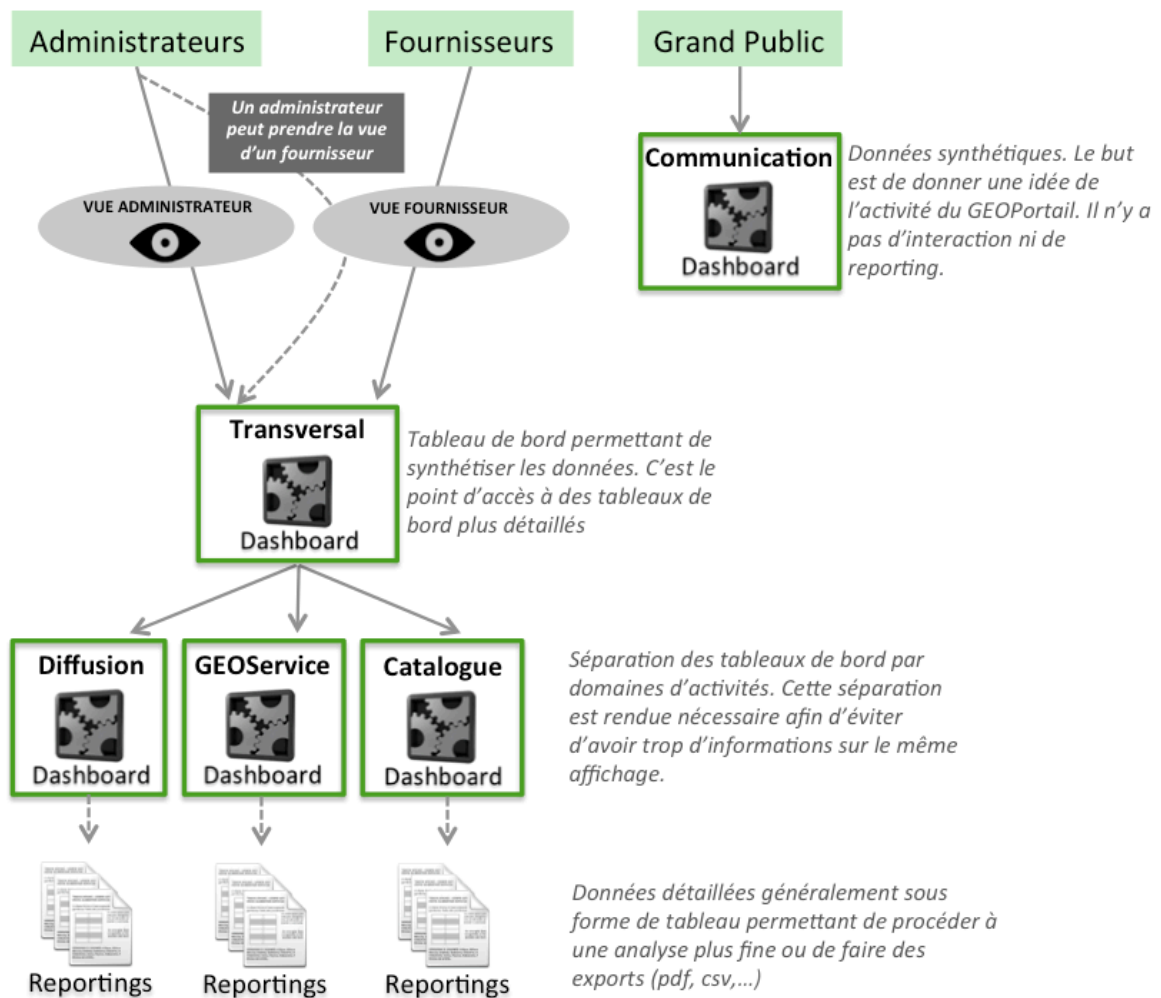 Administrateurs
Fournisseurs
Grand Public
Un administrateur
peut prendre la vue
d'un fournisseur
Communication
Dashboard
Données synthétiques. Le but
est de donner une idée de
l'activité du GEOPortail. Il n'y a
pas d'interaction ni de
reporting.
VUE ADMINISTRATEUR
VUE FOURNISSEUR
Transversal
Dashboard
Tableau de bord permettant de
synthétiser les données. C'est le
point d'accès à des tableaux de
bord plus détaillés
Diffusion
Dashboard
GEOService
Dashboard
Catalogue
Dashboard
Séparation des tableaux de bord par
domaines d'activités. Cette séparation
est rendue nécessaire afin d'éviter
d'avoir trop d'informations sur le même
affichage.
Reportings
Reportings
Reportings
Données détaillées généralement sous
forme de tableau permettant de procéder à
une analyse plus fine ou de faire des
exports (pdf, csv,...)